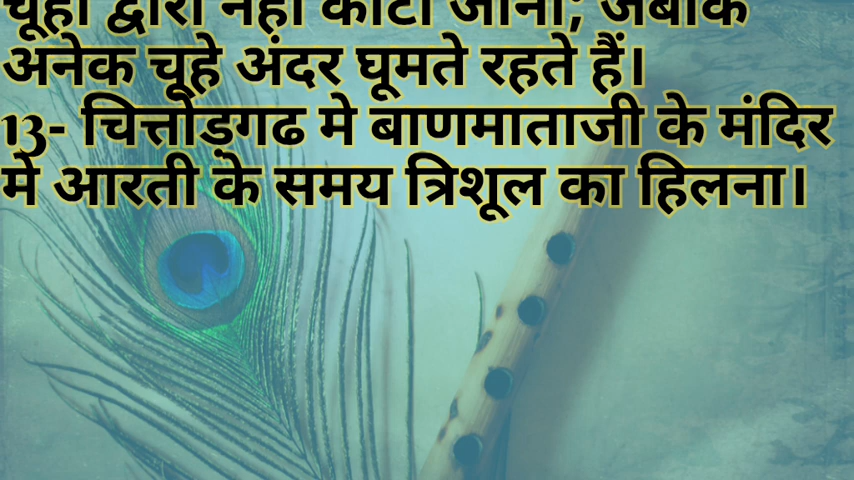 चूहों द्वारा नहीं काटा जाना; जबकि
अनेक चूहे अंदर घूमते रहते हैं।
13- चित्तोड़गढ मे बाणमाताजी के मंदिर
मे आरती के समय त्रिशूल का हिलना।